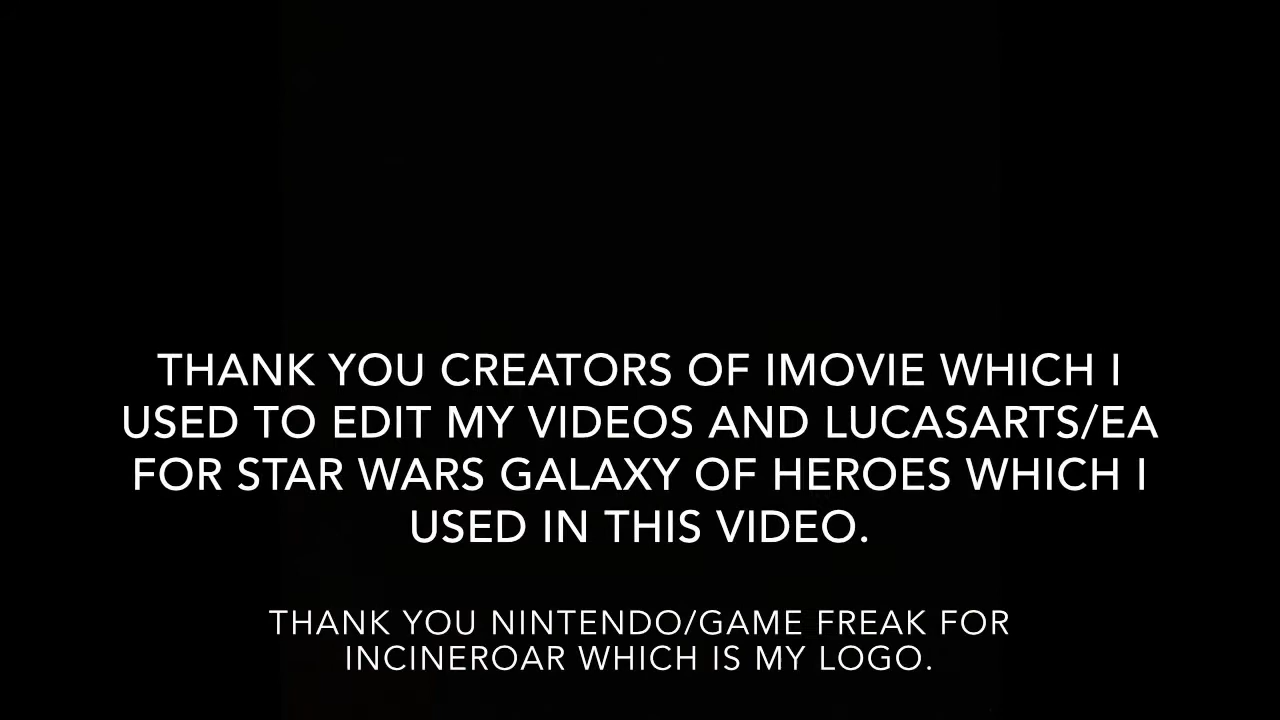 THANK YOU CREATORS OF IMOVIE WHICH I
USED TO EDIT MY VIDEOS AND LUCASARTS/EA
FOR STAR WARS GALAXY OF HEROES WHICH I
USED IN THIS VIDEO.
THANK YOU NINTENDO/GAME FREAK FOR
INCINEROAR WHICH IS MY LOGO.